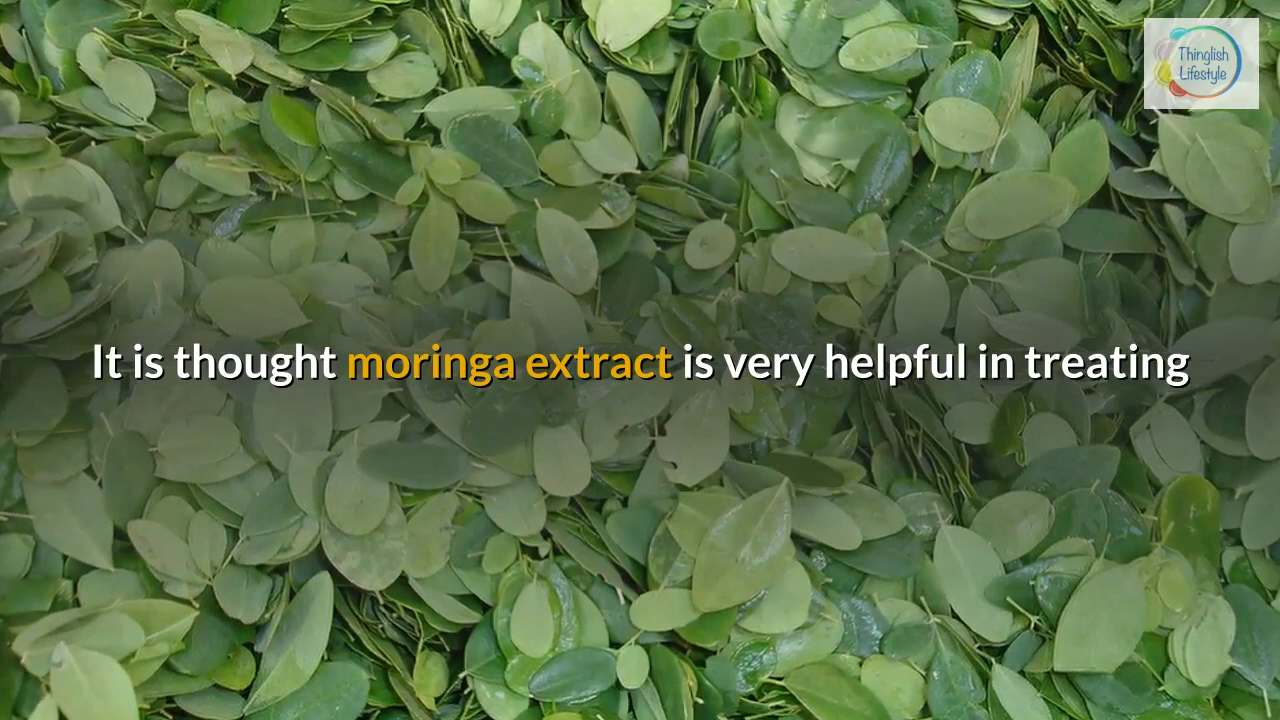 Thinglish
Lifestyle
It is thought moringa extract is very helpful in treating